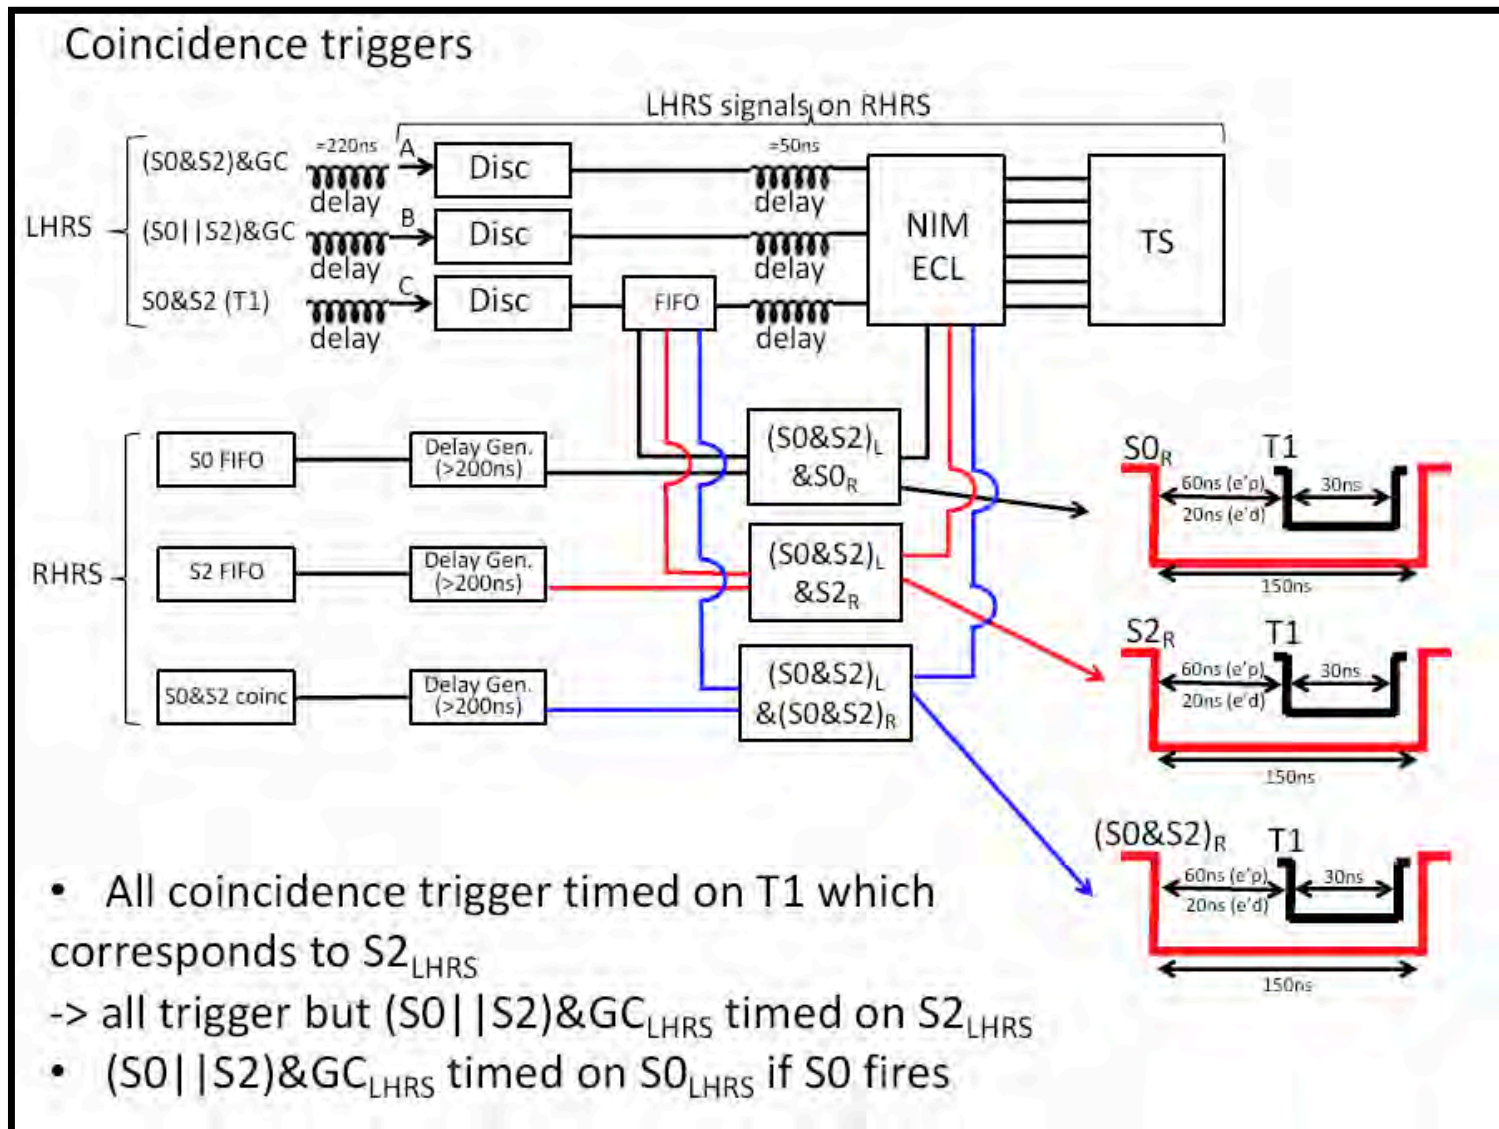 Coincidence triggers
LHRS signals on RHRS
(S0&S2)&GC
≈220ns
delay
A
Disc
≈50ns
delay
LHRS
(S0||S2)&GC
delay
B
Disc
delay
NIM
ECL
TS
S0&S2 (T1)
delay
C
Disc
FIFO
delay
RHRS
S0 FIFO
Delay Gen.
(>200ns)
(S0&S2)L
&S0R
S2 FIFO
Delay Gen.
(>200ns)
(S0&S2)L
&S2R
S0&S2 coinc
Delay Gen.
(>200ns)
(S0&S2)L
&(S0&S2)R
S0R T1
60ns (e'p) 30ns
20ns (e'd)
150ns
S2R T1
60ns (e'p) 30ns
20ns (e'd)
150ns
(S0&S2)R T1
60ns (e'p) 30ns
20ns (e'd)
150ns
• All coincidence trigger timed on T1 which
corresponds to S2LHRS
-> all trigger but (S0||S2)&GCLHRS timed on S2LHRS
• (S0||S2)&GCLHRS timed on S0LHRS if S0 fires